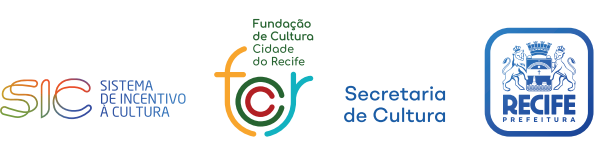 SIC
SISTEMA
DE INCENTIVO
À CULTURA
Fundação
de Cultura
Cidade
do Recife
fccr
Secretaria
de Cultura
RECIFE
PREFEITURA